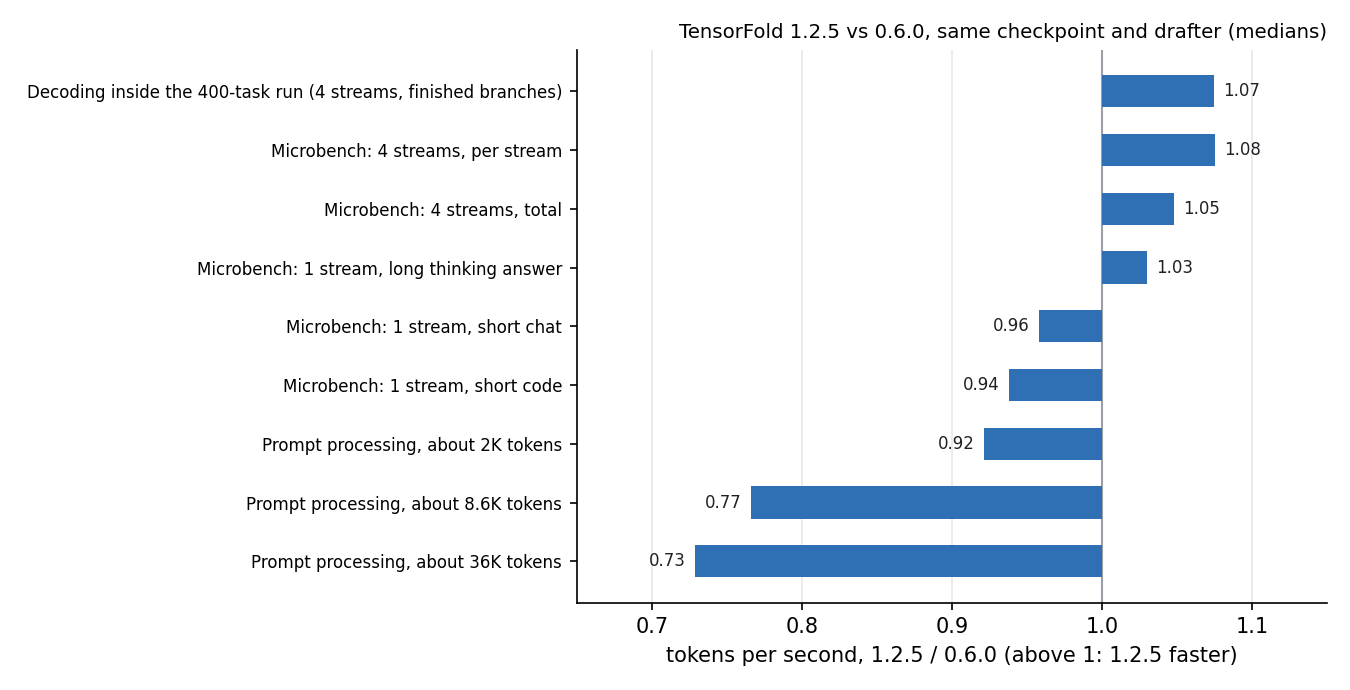 TensorFold 1.2.5 vs 0.6.0, same checkpoint and drafter (medians)
Decoding inside the 400-task run (4 streams, finished branches)
1.07
Microbench: 4 streams, per stream
1.08
Microbench: 4 streams, total
1.05
Microbench: 1 stream, long thinking answer
1.03
Microbench: 1 stream, short chat
0.96
Microbench: 1 stream, short code
0.94
Prompt processing, about 2K tokens
0.92
Prompt processing, about 8.6K tokens
0.77
Prompt processing, about 36K tokens
0.73
0.7 0.8 0.9 1.0 1.1
tokens per second, 1.2.5 / 0.6.0 (above 1: 1.2.5 faster)